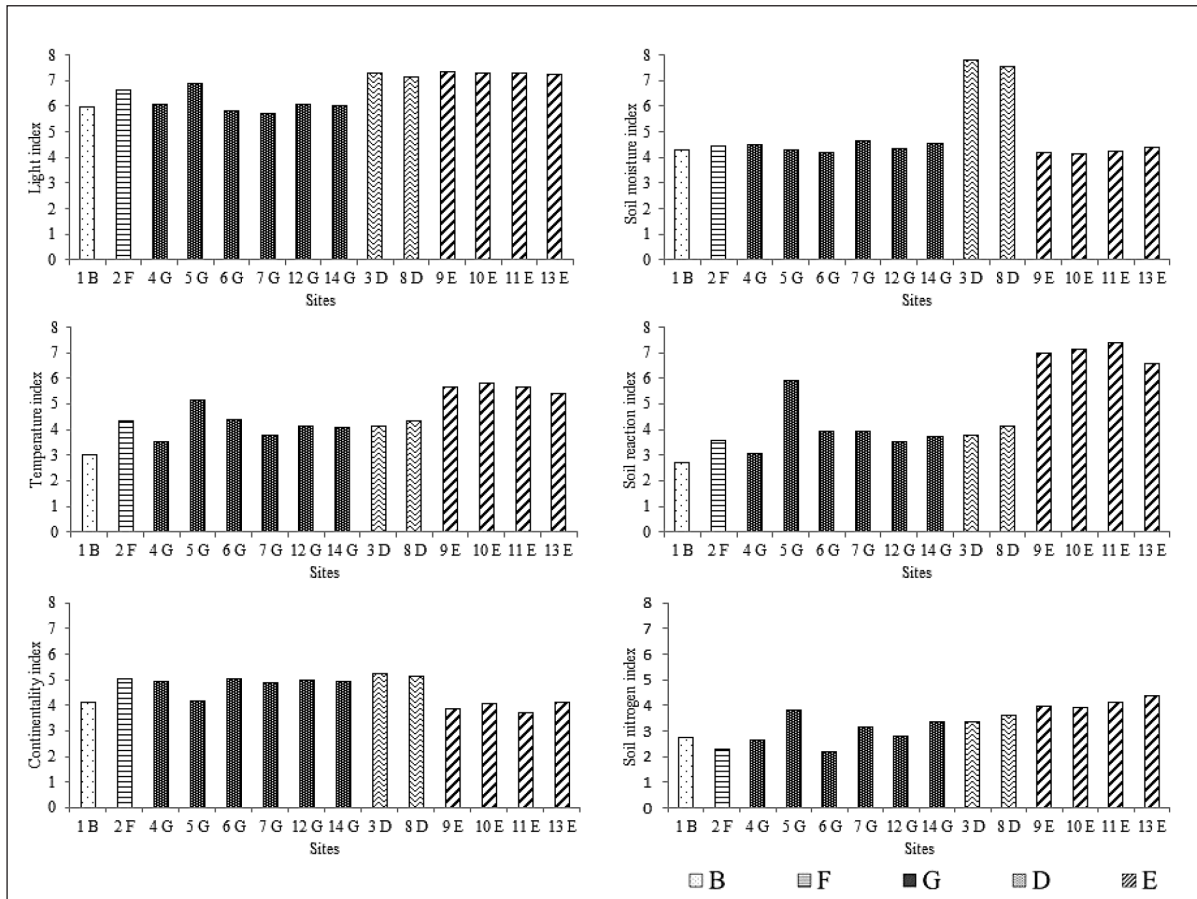 8
7
6
5
4
3
2
1
0
Light index
1 B 2 F 4 G 5 G 6 G 7 G 12 G 14 G 3 D 8 D 9 E 10 E 11 E 13 E
Sites
8
7
6
5
4
3
2
1
0
Soil moisture index
1 B 2 F 4 G 5 G 6 G 7 G 12 G 14 G 3 D 8 D 9 E 10 E 11 E 13 E
Sites
8
7
6
5
4
3
2
1
0
Temperature index
1 B 2 F 4 G 5 G 6 G 7 G 12 G 14 G 3 D 8 D 9 E 10 E 11 E 13 E
Sites
8
7
6
5
4
3
2
1
0
Soil reaction index
1 B 2 F 4 G 5 G 6 G 7 G 12 G 14 G 3 D 8 D 9 E 10 E 11 E 13 E
Sites
8
7
6
5
4
3
2
1
0
Continentality index
1 B 2 F 4 G 5 G 6 G 7 G 12 G 14 G 3 D 8 D 9 E 10 E 11 E 13 E
Sites
8
7
6
5
4
3
2
1
0
Soil nitrogen index
1 B 2 F 4 G 5 G 6 G 7 G 12 G 14 G 3 D 8 D 9 E 10 E 11 E 13 E
Sites
B F G D E